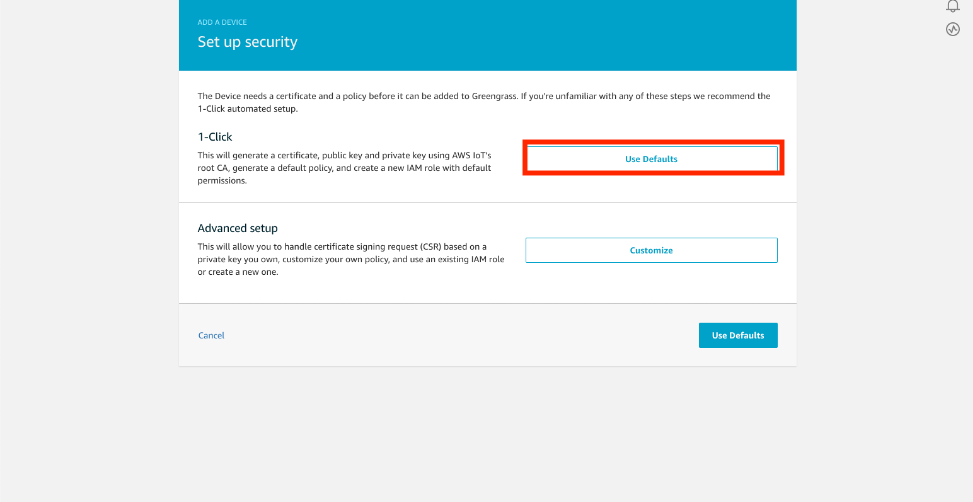 ADD A DEVICE
Set up security
The Device needs a certificate and a policy before it can be added to Greengrass. If you're unfamiliar with any of these steps we recommend the
1-Click automated setup.
1-Click
This will generate a certificate, public key and private key using AWS IoT's
root CA, generate a default policy, and create a new IAM role with default
permissions.
Use Defaults
Advanced setup
This will allow you to handle certificate signing request (CSR) based on a
private key you own, customize your own policy, and use an existing IAM role
or create a new one.
Customize
Cancel
Use Defaults